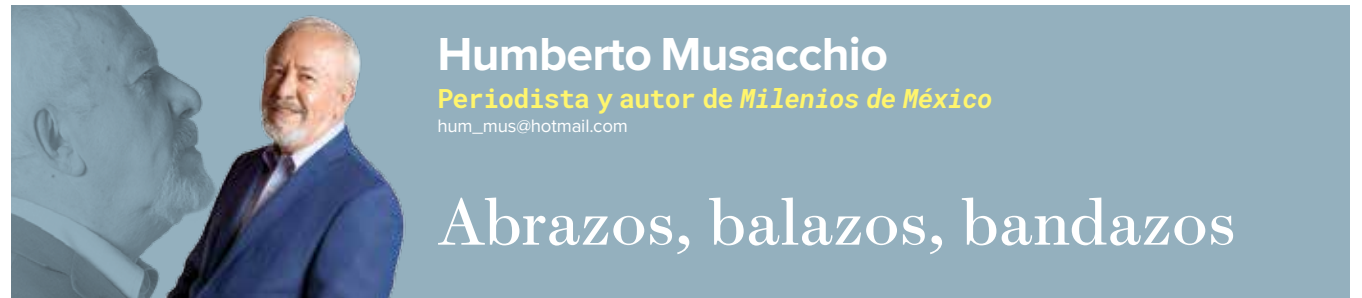 Humberto Musacchio
Periodista y autor de Milenios de México
hum_mus@hotmail.com
Abrazos, balazos, bandazos